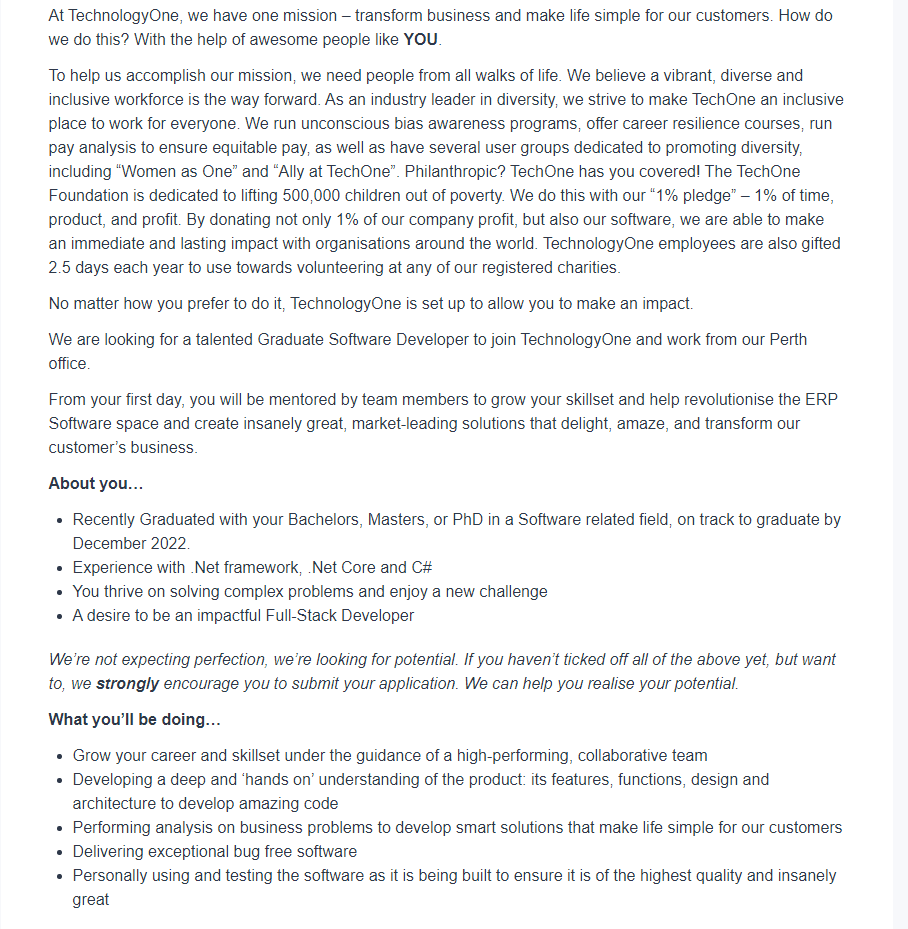 At TechnologyOne, we have one mission – transform business and make life simple for our customers. How do
we do this? With the help of awesome people like YOU.
To help us accomplish our mission, we need people from all walks of life. We believe a vibrant, diverse and
inclusive workforce is the way forward. As an industry leader in diversity, we strive to make TechOne an inclusive
place to work for everyone. We run unconscious bias awareness programs, offer career resilience courses, run
pay analysis to ensure equitable pay, as well as have several user groups dedicated to promoting diversity,
including “Women as One” and “Ally at TechOne”. Philanthropic? TechOne has you covered! The TechOne
Foundation is dedicated to lifting 500,000 children out of poverty. We do this with our “1% pledge” – 1% of time,
product, and profit. By donating not only 1% of our company profit, but also our software, we are able to make
an immediate and lasting impact with organisations around the world. TechnologyOne employees are also gifted
2.5 days each year to use towards volunteering at any of our registered charities.
No matter how you prefer to do it, TechnologyOne is set up to allow you to make an impact.
We are looking for a talented Graduate Software Developer to join TechnologyOne and work from our Perth
office.
From your first day, you will be mentored by team members to grow your skillset and help revolutionise the ERP
Software space and create insanely great, market-leading solutions that delight, amaze, and transform our
customer’s business.
About you…
• Recently Graduated with your Bachelors, Masters, or PhD in a Software related field, on track to graduate by
December 2022.
• Experience with .Net framework, .Net Core and C#
• You thrive on solving complex problems and enjoy a new challenge
• A desire to be an impactful Full-Stack Developer
We’re not expecting perfection, we’re looking for potential. If you haven’t ticked off all of the above yet, but want
to, we strongly encourage you to submit your application. We can help you realise your potential.
What you’ll be doing…
• Grow your career and skillset under the guidance of a high-performing, collaborative team
• Developing a deep and ‘hands on’ understanding of the product: its features, functions, design and
architecture to develop amazing code
• Performing analysis on business problems to develop smart solutions that make life simple for our customers
• Delivering exceptional bug free software
• Personally using and testing the software as it is being built to ensure it is of the highest quality and insanely
great